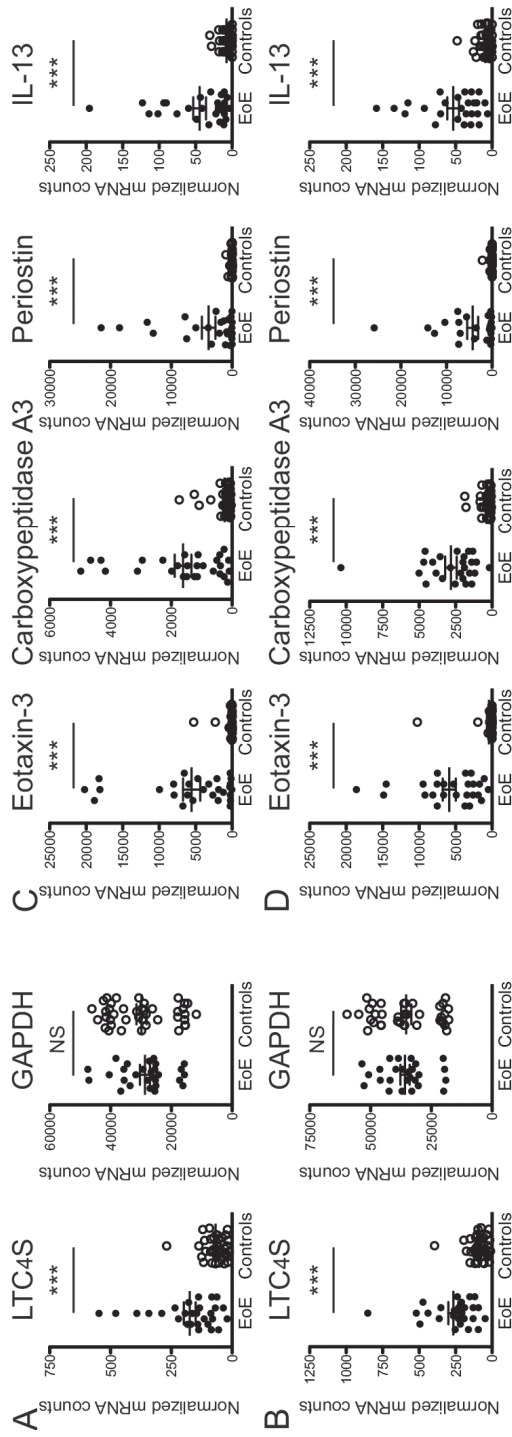 A
LTC4S
GAPDH
Normalized mRNA counts
750
500
250
0
***
EoE
Controls
Normalized mRNA counts
60000
40000
20000
0
NS
EoE
Controls
B
LTC4S
GAPDH
Normalized mRNA counts
1000
750
500
250
0
***
EoE
Controls
Normalized mRNA counts
75000
50000
25000
0
NS
EoE
Controls
C
Eotaxin-3
Carboxypeptidase A3
Periostin
IL-13
Normalized mRNA counts
25000
20000
15000
10000
5000
0
***
EoE
Controls
Normalized mRNA counts
6000
4000
2000
0
***
EoE
Controls
Normalized mRNA counts
30000
20000
10000
0
***
EoE
Controls
Normalized mRNA counts
250
200
150
100
50
0
***
EoE
Controls
D
Eotaxin-3
Carboxypeptidase A3
Periostin
IL-13
Normalized mRNA counts
25000
20000
15000
10000
5000
0
***
EoE
Controls
Normalized mRNA counts
12500
10000
7500
5000
2500
0
***
EoE
Controls
Normalized mRNA counts
40000
30000
20000
10000
0
***
EoE
Controls
Normalized mRNA counts
250
200
150
100
50
0
***
EoE
Controls